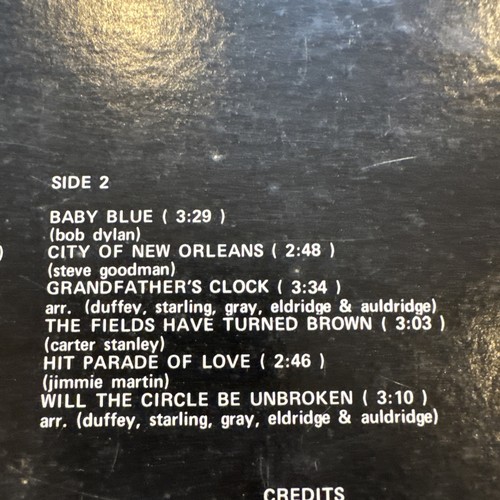 SIDE 2
BABY BLUE ( 3:29 )
(bob dylan)
CITY OF NEW ORLEANS ( 2:48 )
(steve goodman)
GRANDFATHER'S CLOCK ( 3:34 )
arr. (duffey, starling, gray, eldridge & auldridge)
THE FIELDS HAVE TURNED BROWN ( 3:03 )
(carter stanley)
HIT PARADE OF LOVE ( 2:46 )
(jimmie martin)
WILL THE CIRCLE BE UNBROKEN ( 3:10 )
arr. (duffey, starling, gray, eldridge & auldridge)
CREDITS